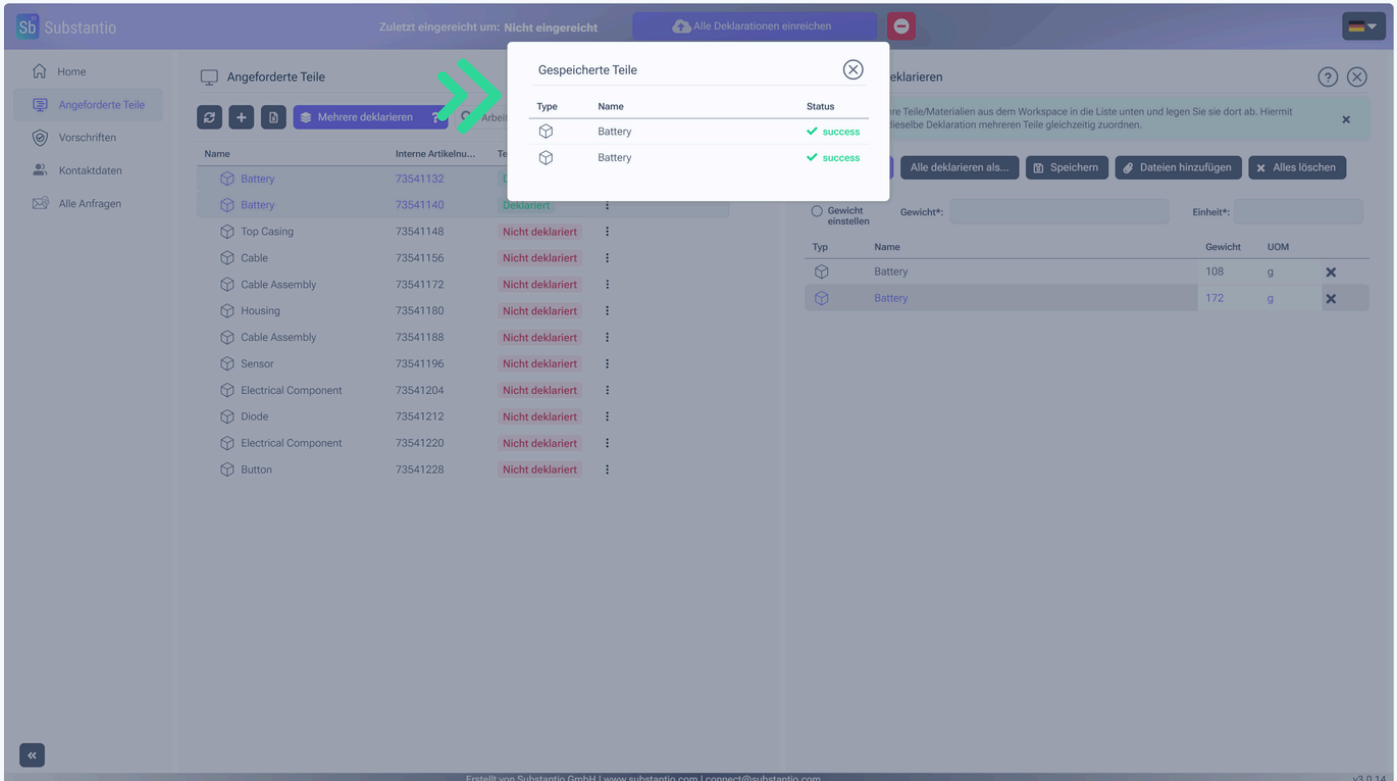 Sb Substantio
Zuletzt eingereicht um: Nicht eingereicht
Alle Deklarationen einreichen
Home
Angeforderte Teile
Vorschriften
Kontaktdaten
Alle Anfragen
Angeforderte Teile
Mehrere deklarieren ?
Name Interne Artikelnu...
Battery 73541132
Battery 73541140 Deklariert
Top Casing 73541148 Nicht deklariert
Cable 73541156 Nicht deklariert
Cable Assembly 73541172 Nicht deklariert
Housing 73541180 Nicht deklariert
Cable Assembly 73541188 Nicht deklariert
Sensor 73541196 Nicht deklariert
Electrical Component 73541204 Nicht deklariert
Diode 73541212 Nicht deklariert
Electrical Component 73541220 Nicht deklariert
Button 73541228 Nicht deklariert
Gespeicherte Teile
Type Name Status
Battery success
Battery success
eklarieren ?
re Teile/Materialien aus dem Workspace in die Liste unten und legen Sie sie dort ab. Hiermit
dieselbe Deklaration mehreren Teile gleichzeitig zuordnen.
Alle deklarieren als... Speichern Dateien hinzufügen Alles löschen
Gewicht
einstellen
Gewicht*: Einheit*:
Typ Name Gewicht UOM
Battery 108 g
Battery 172 g
Erstellt von Substantio GmbH | www.substantio.com | connect@substantio.com
v3.0.14